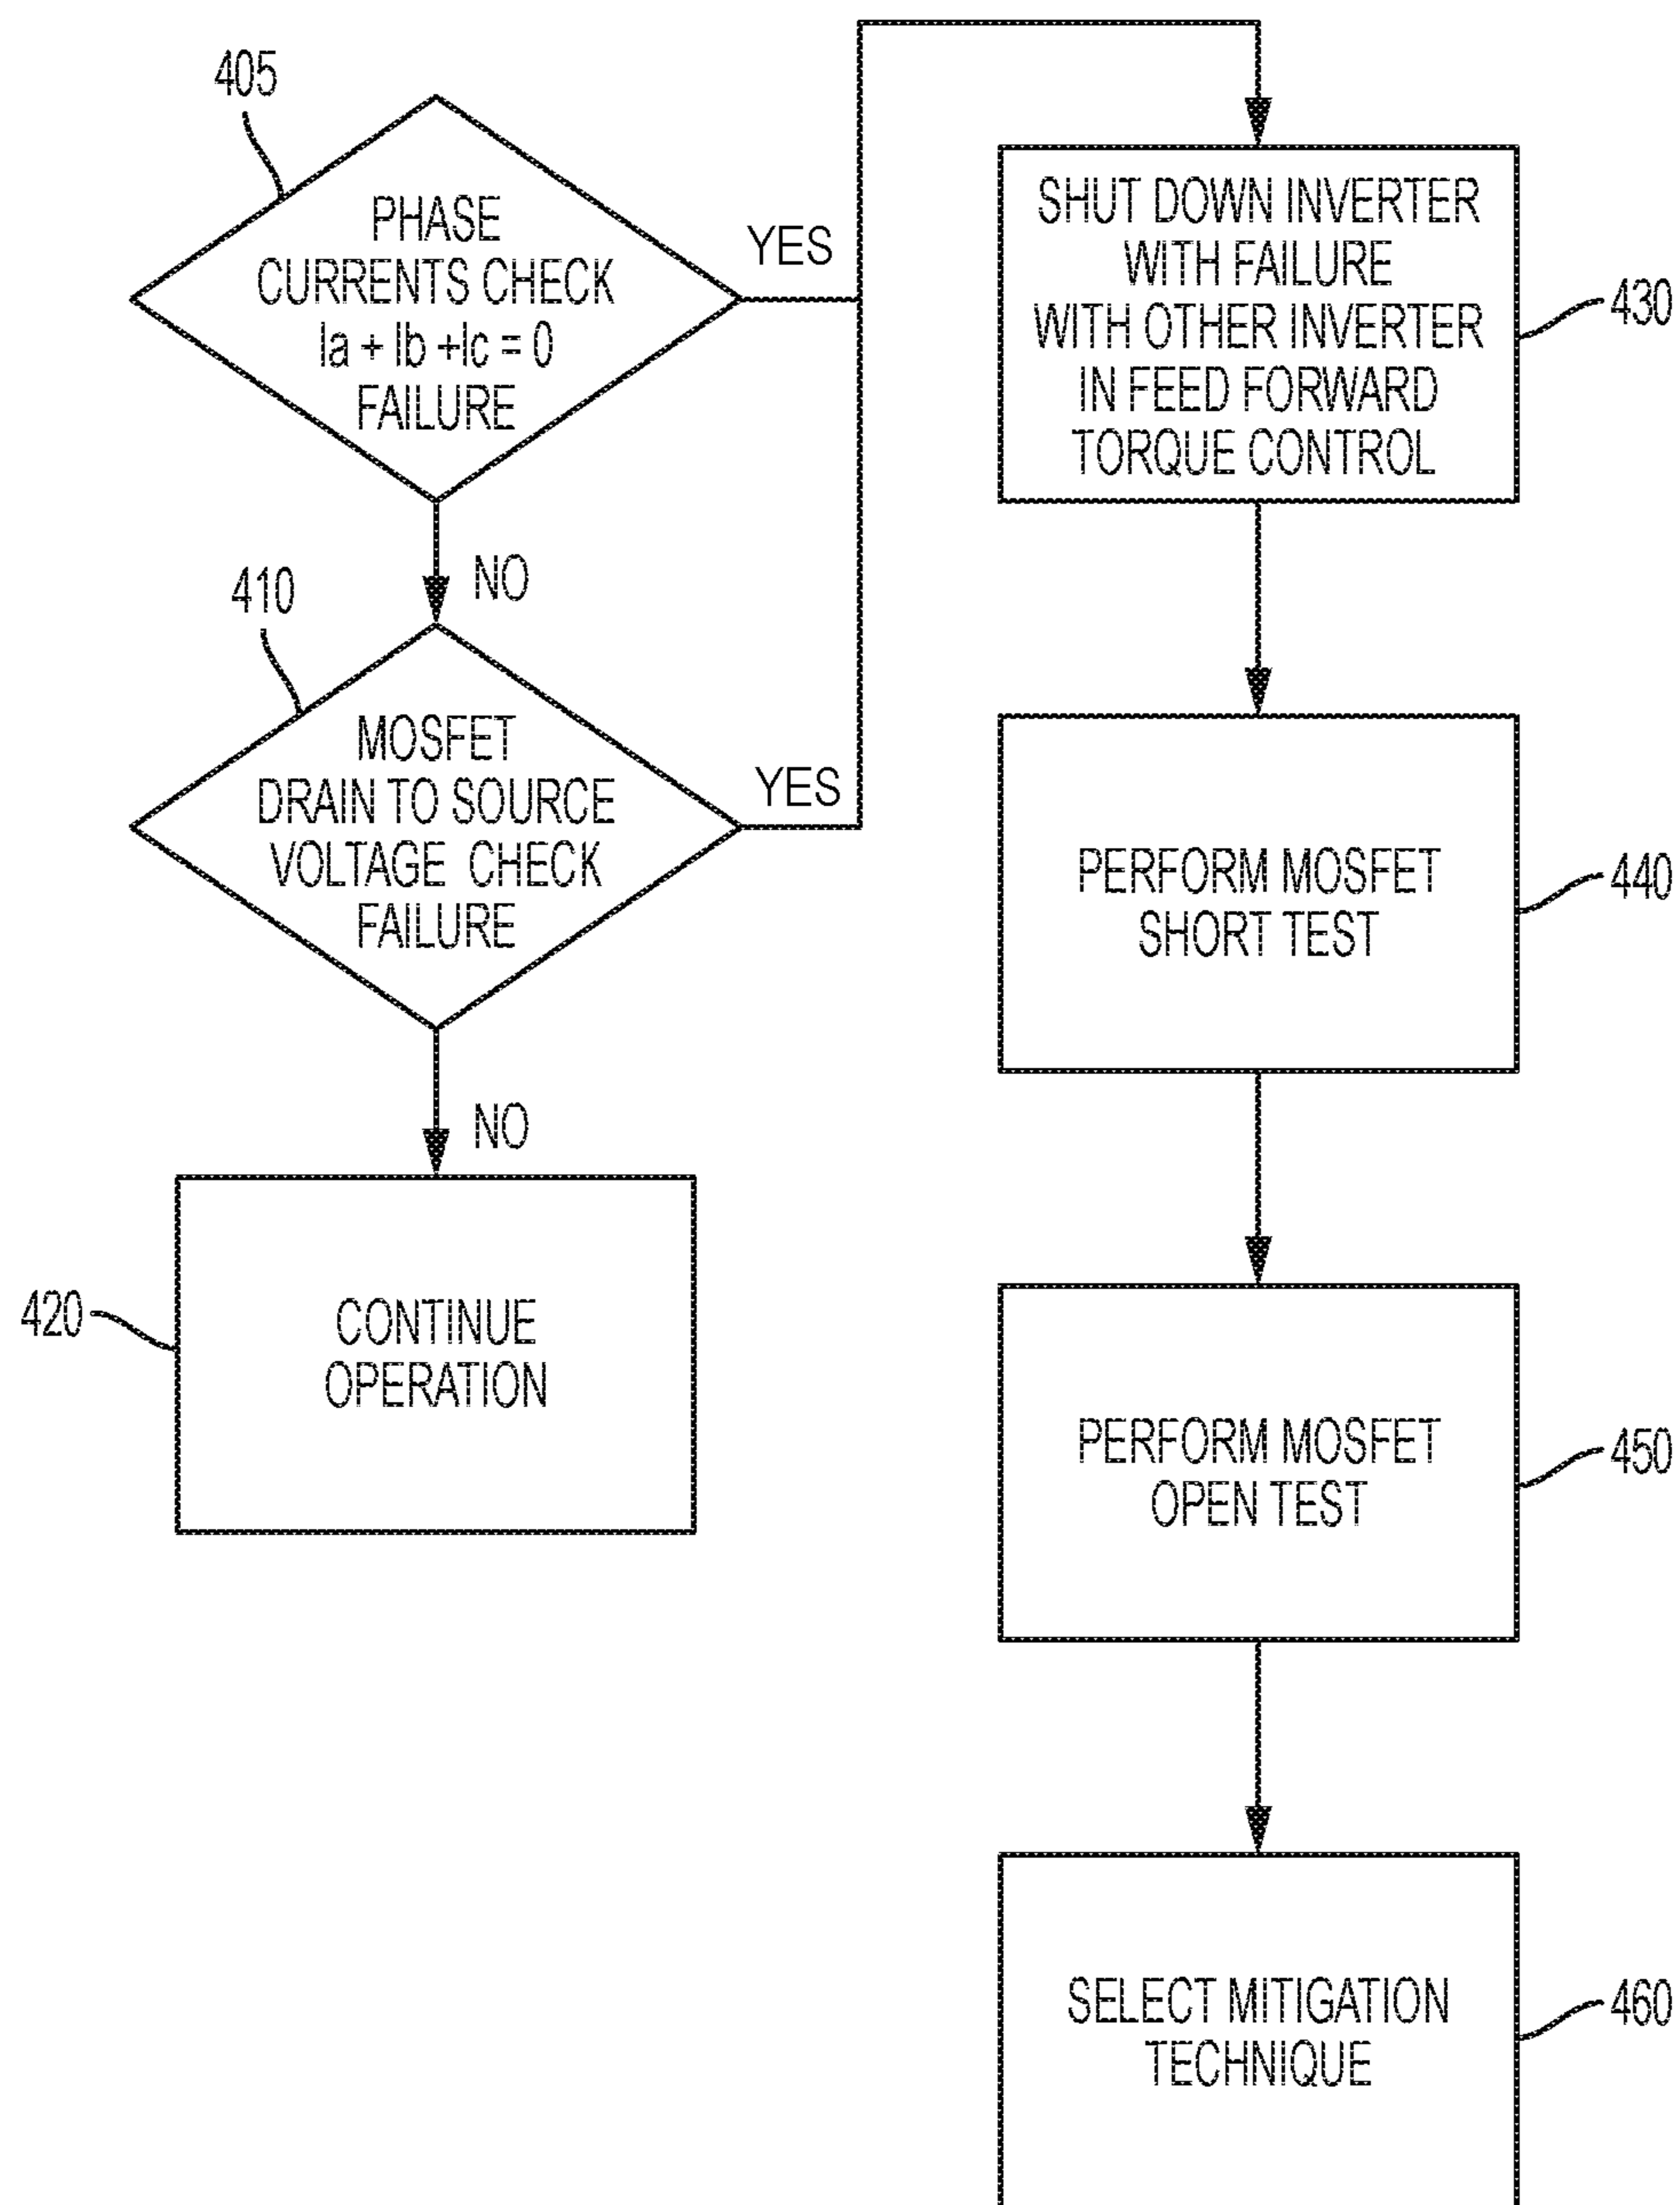 405
PHASE
CURRENTS CHECK
Ia + Ib +Ic = 0
FAILURE
YES
NO
410
MOSFET
DRAIN TO SOURCE
VOLTAGE CHECK
FAILURE
YES
NO
420
CONTINUE
OPERATION
SHUT DOWN INVERTER
WITH FAILURE
WITH OTHER INVERTER
IN FEED FORWARD
TORQUE CONTROL
430
PERFORM MOSFET
SHORT TEST
440
PERFORM MOSFET
OPEN TEST
450
SELECT MITIGATION
TECHNIQUE
460